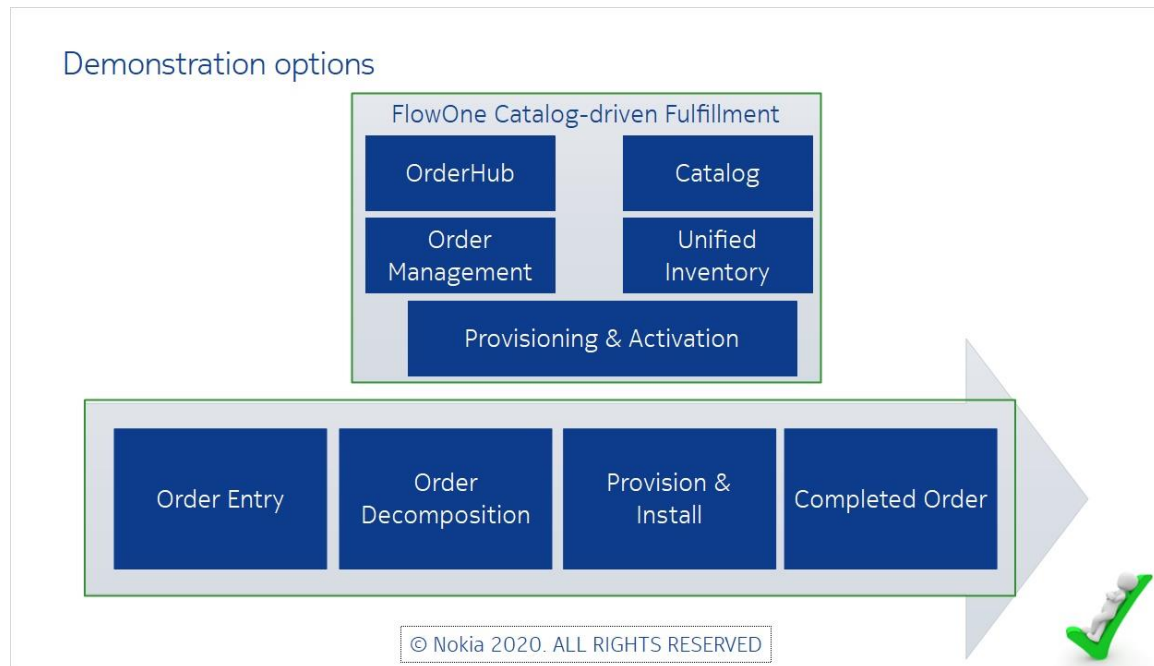 Demonstration options
FlowOne Catalog-driven Fulfillment
OrderHub
Catalog
Order
Management
Unified
Inventory
Provisioning & Activation
Order Entry
Order
Decomposition
Provision &
Install
Completed Order
© Nokia 2020. ALL RIGHTS RESERVED